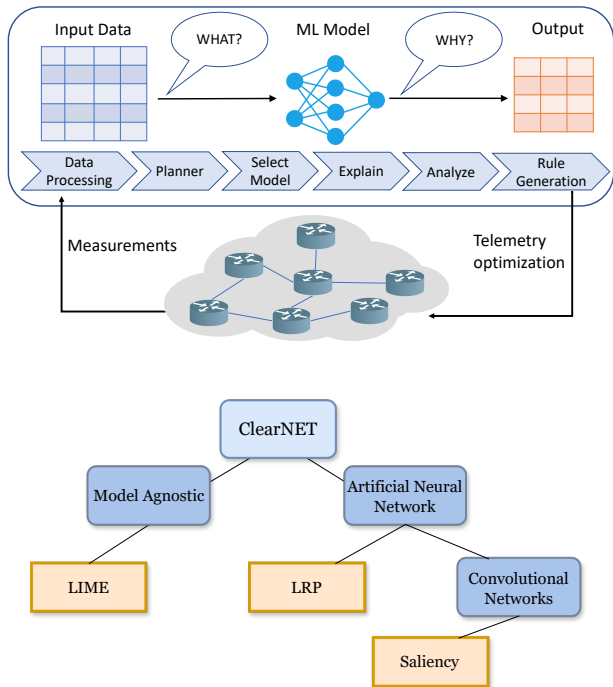 Input Data
WHAT?
ML Model
WHY?
Output
Data
Processing
Planner
Select
Model
Explain
Analyze
Rule
Generation
Measurements
Telemetry
optimization
ClearNET
Model Agnostic
Artificial Neural
Network
LIME
LRP
Convolutional
Networks
Saliency